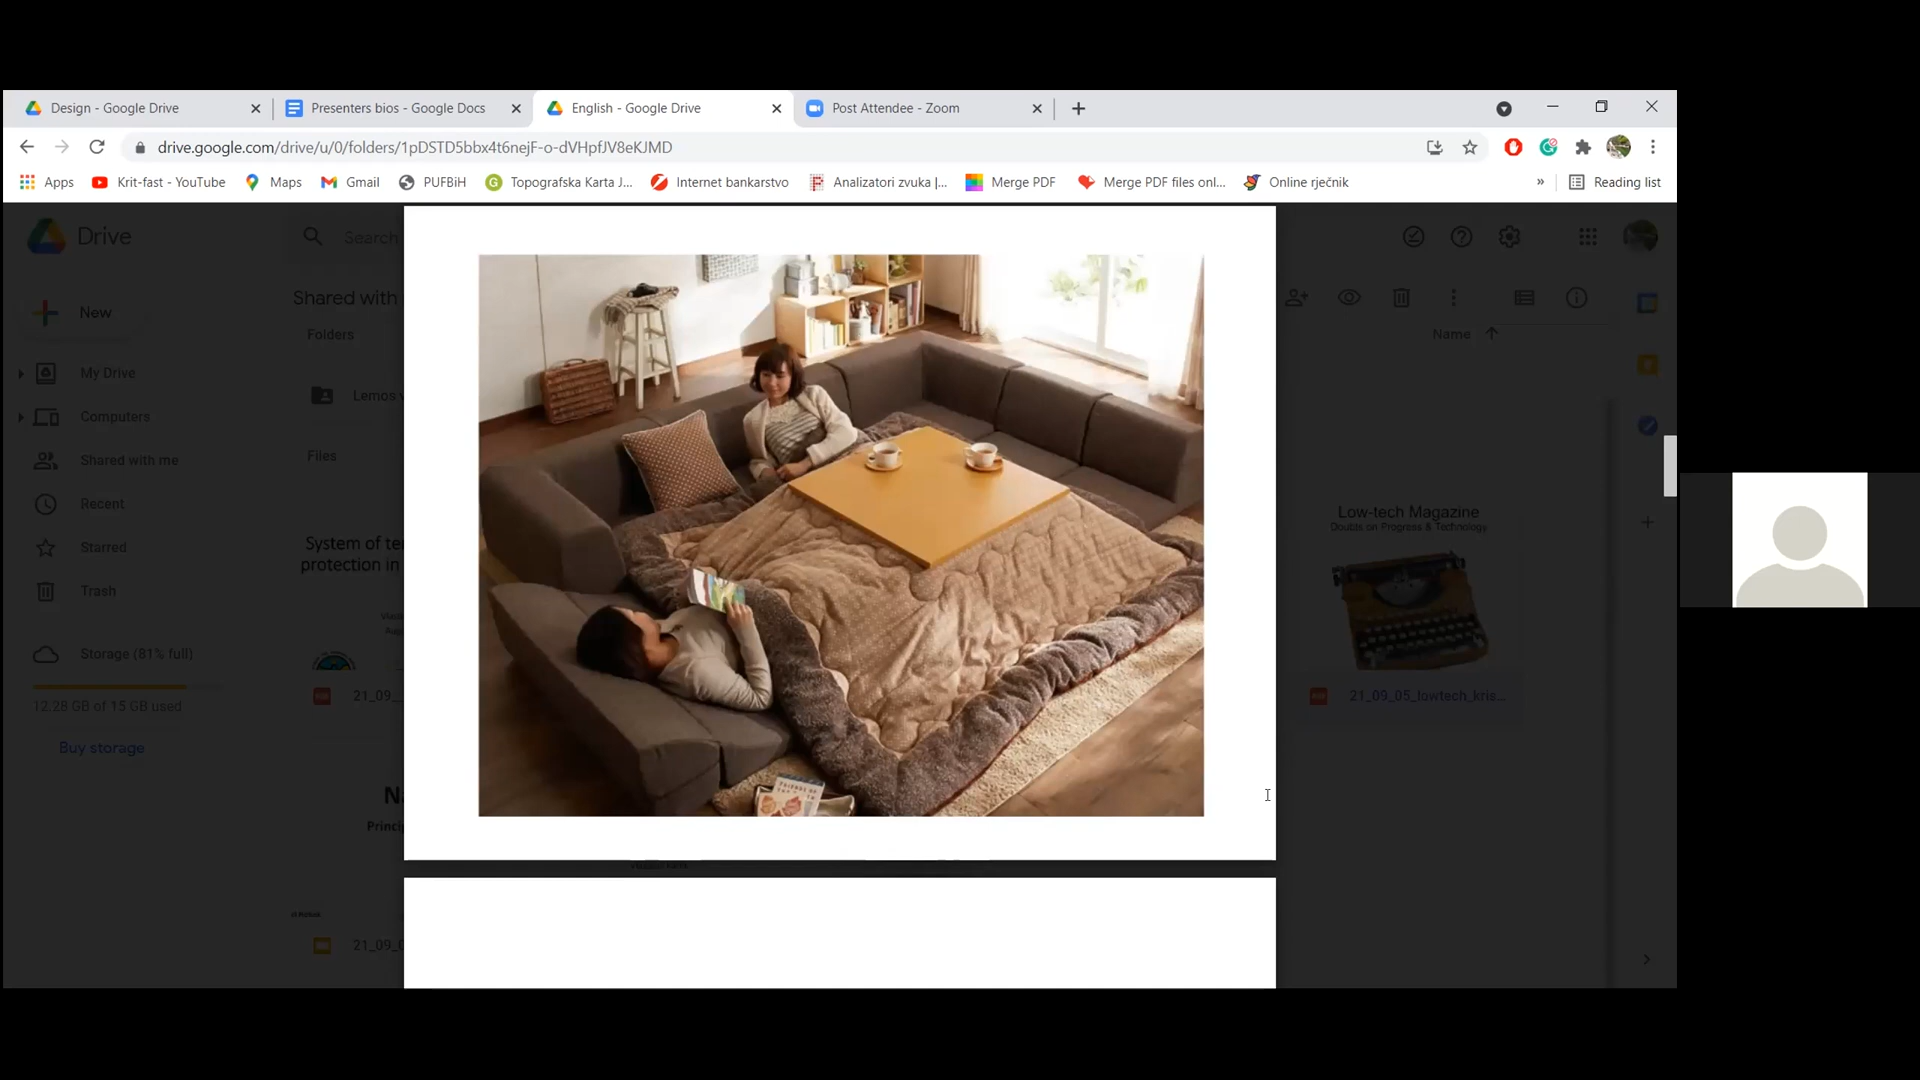 Design - Google Drive
Presenters bios - Google Docs
English - Google Drive
Post Attendee - Zoom
drive.google.com/drive/u/0/folders/1pDSTD5bbx4t6nejF-o-dVHpfJV8eKJMD
Apps
Krit-fast - YouTube
Maps
Gmail
PUFBiH
Topografska Karta J...
Internet bankarstvo
Analizatori zvuka |...
Merge PDF
Merge PDF files onl...
Online rječnik
»
Reading list
Drive
Search
New
Shared with
Folders
Name
My Drive
Lemos v
Computers
Shared with me
Files
Recent
Starred
Trash
System of te
protection in
Storage (81% full)
12.28 GB of 15 GB used
Buy storage
21_09_
Low-tech Magazine
Doubts on Progress & Technology
21_09_05_lowtech_kris...
Na
Princip
21_09_0